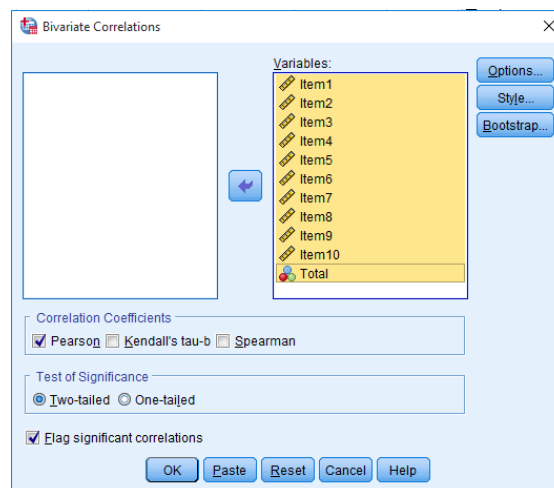 Bivariate Correlations
Variables:
Item1
Item2
Item3
Item4
Item5
Item6
Item7
Item8
Item9
Item10
Total
Options...
Style...
Bootstrap...
Correlation Coefficients
Pearson Kendall's tau-b Spearman
Test of Significance
Two-tailed One-tailed
Flag significant correlations
OK Paste Reset Cancel Help